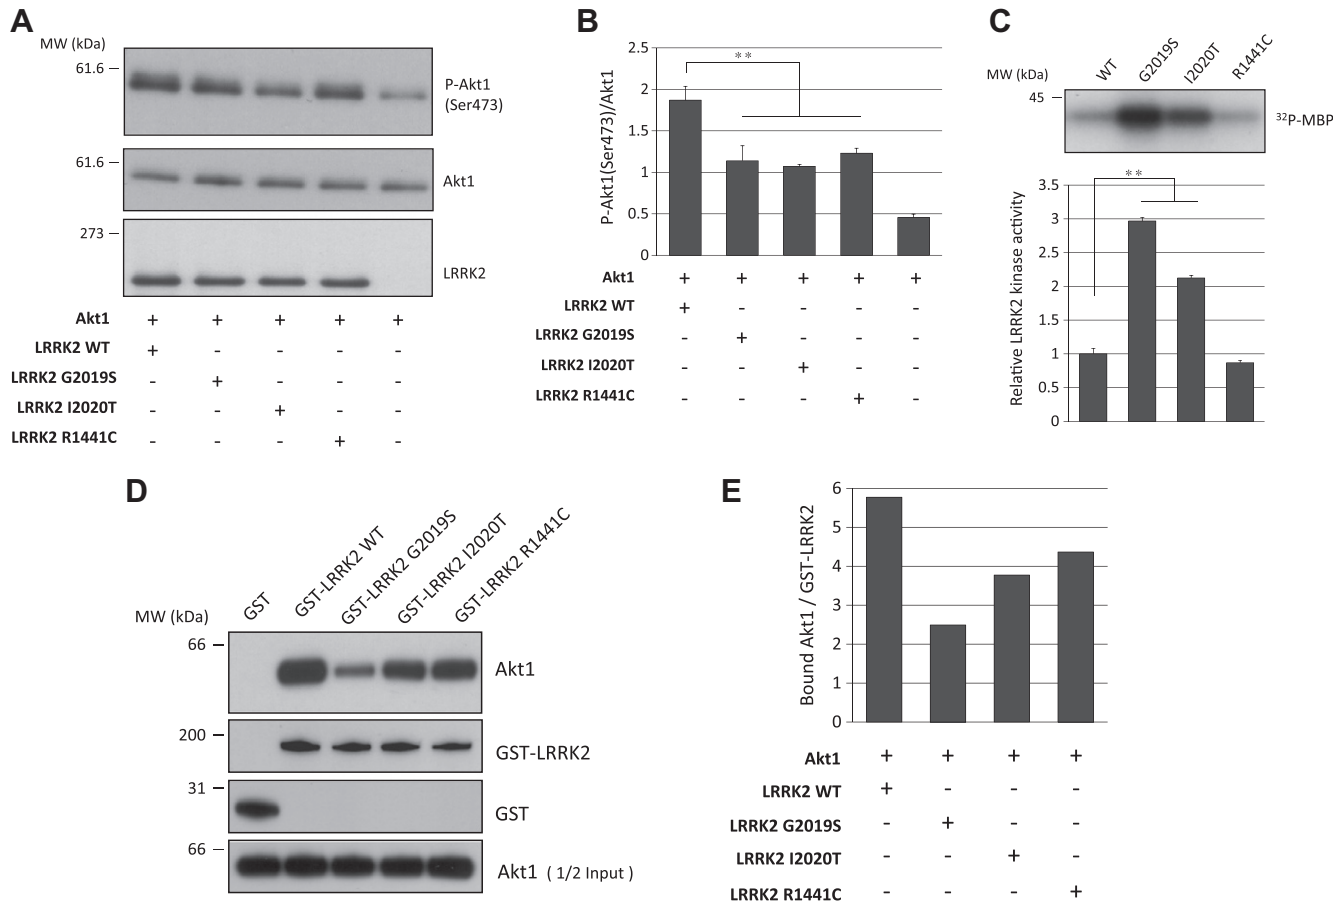 A
MW (kDa)
61.6
P-Akt1
(Ser473)
61.6
Akt1
273
LRRK2
Akt1 + + + + +
LRRK2 WT + - - - -
LRRK2 G2019S - + - - -
LRRK2 I2020T - - + - -
LRRK2 R1441C - - - + -
B
P-Akt1(Ser473)/Akt1
2.5
**
2
1.5
1
0.5
0
Akt1 + + + + +
LRRK2 WT + - - - -
LRRK2 G2019S - + - - -
LRRK2 I2020T - - + - -
LRRK2 R1441C - - - + -
C
WT G2019S I2020T R1441C
MW (kDa)
45
32P-MBP
Relative LRRK2 kinase activity
**
3.5
3
2.5
2
1.5
1
0.5
0
D
GST GST-LRRK2 WT GST-LRRK2 G2019S GST-LRRK2 I2020T GST-LRRK2 R1441C
MW (kDa)
66
Akt1
200
GST-LRRK2
31
GST
66
Akt1 ( 1/2 Input )
E
Bound Akt1 / GST-LRRK2
6
5
4
3
2
1
0
Akt1 + + + +
LRRK2 WT + - - -
LRRK2 G2019S - + - -
LRRK2 I2020T - - + -
LRRK2 R1441C - - - +